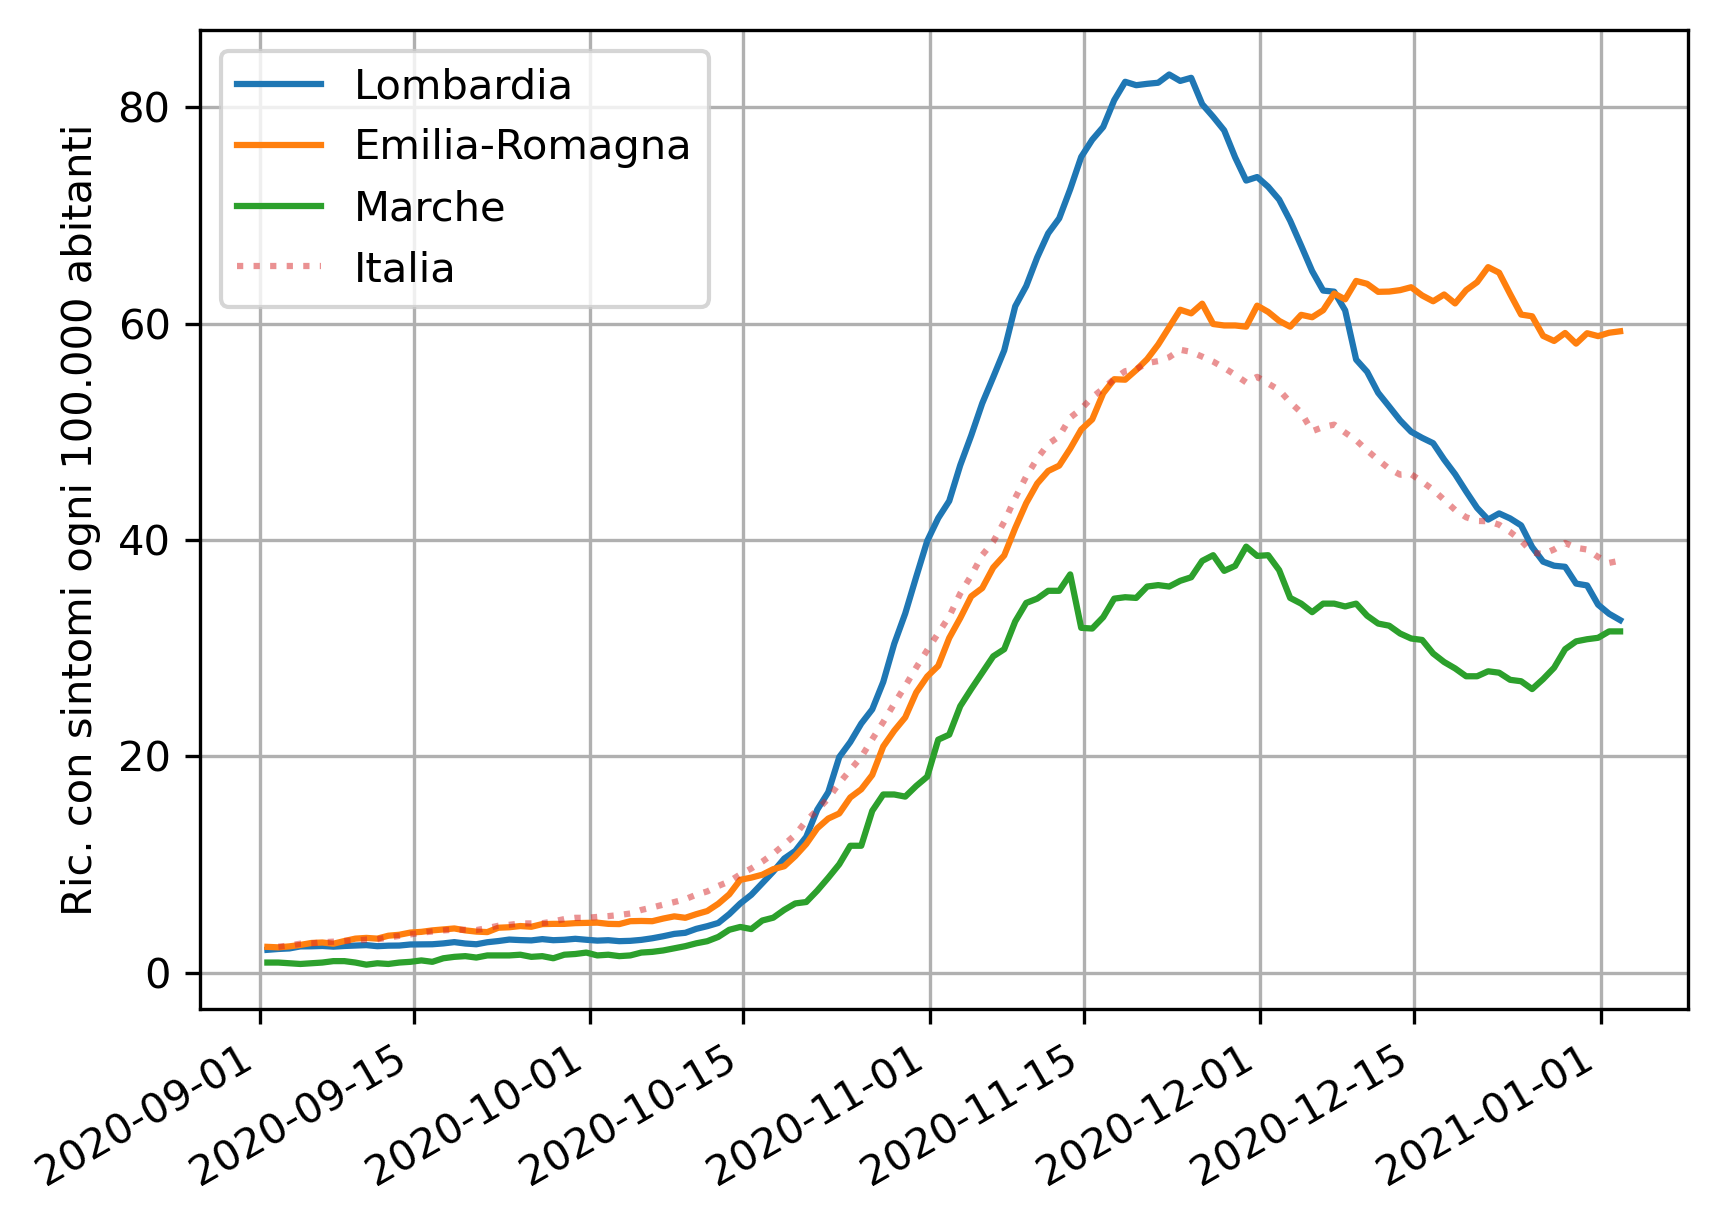 Ric. con sintomi ogni 100.000 abitanti
Lombardia
Emilia-Romagna
Marche
Italia
80
60
40
20
0
2020-09-01
2020-09-15
2020-10-01
2020-10-15
2020-11-01
2020-11-15
2020-12-01
2020-12-15
2021-01-01